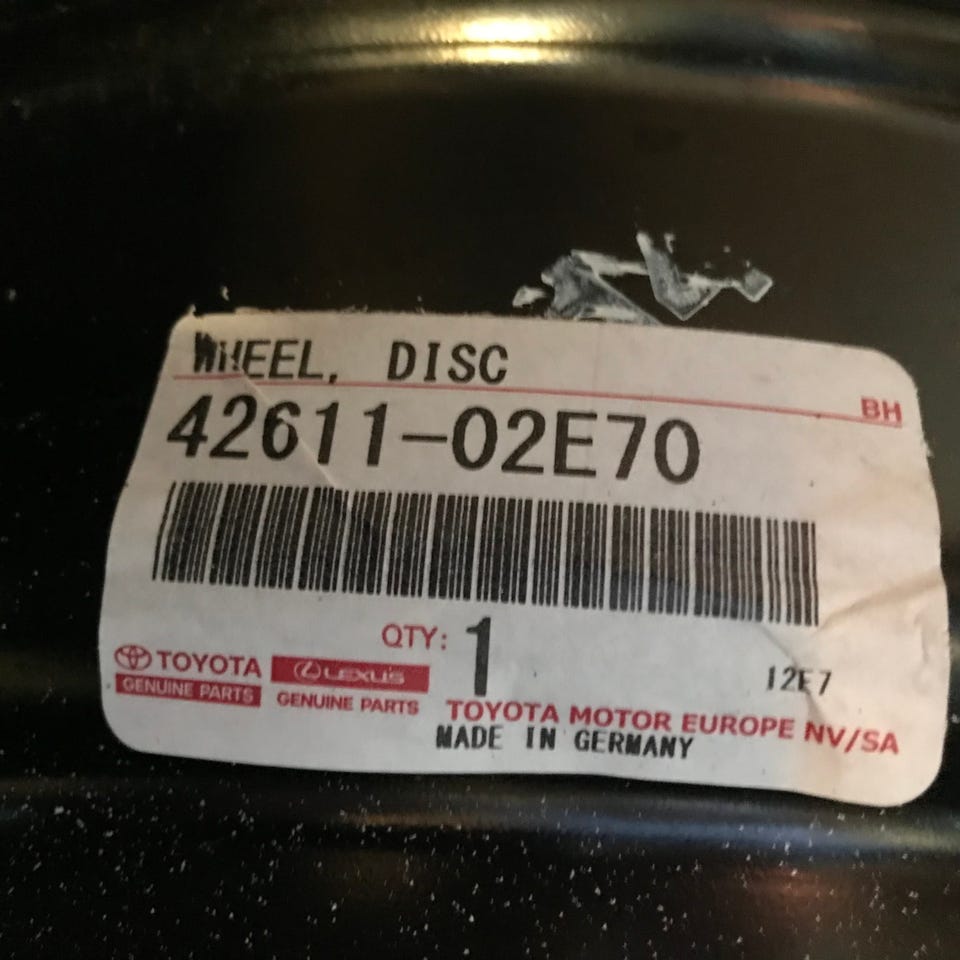 WHEEL, DISC
BH
42611-02E70
QTY: 1
12E7
TOYOTA
GENUINE PARTS
LEXUS
GENUINE PARTS
TOYOTA MOTOR EUROPE NV/SA
MADE IN GERMANY